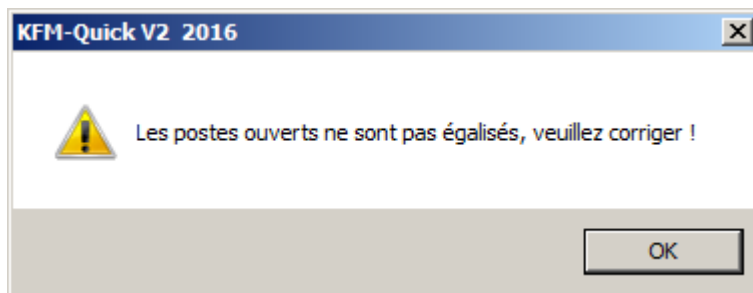 KFM-Quick V2  2016
Les postes ouverts ne sont pas égalisés, veuillez corriger !
OK